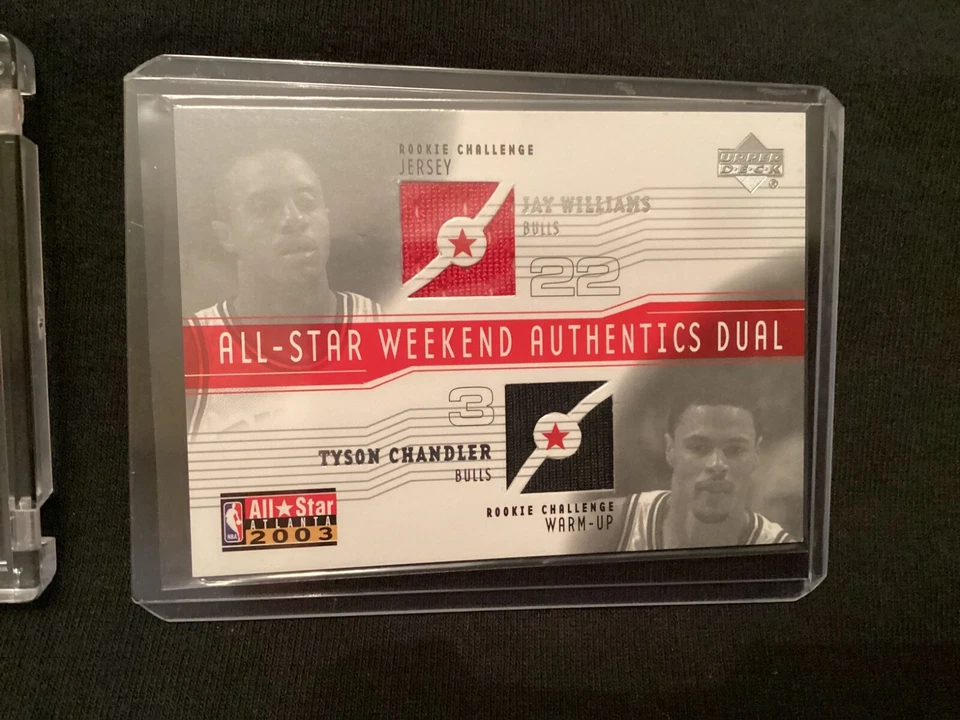 ROOKIE CHALLENGE
JERSEY
UPPER
DECK
®
JAY WILLIAMS
BULLS
22
ALL-STAR WEEKEND AUTHENTICS DUAL
3
TYSON CHANDLER
BULLS
ROOKIE CHALLENGE
WARM-UP
All★Star
ATLANTA
NBA
2003